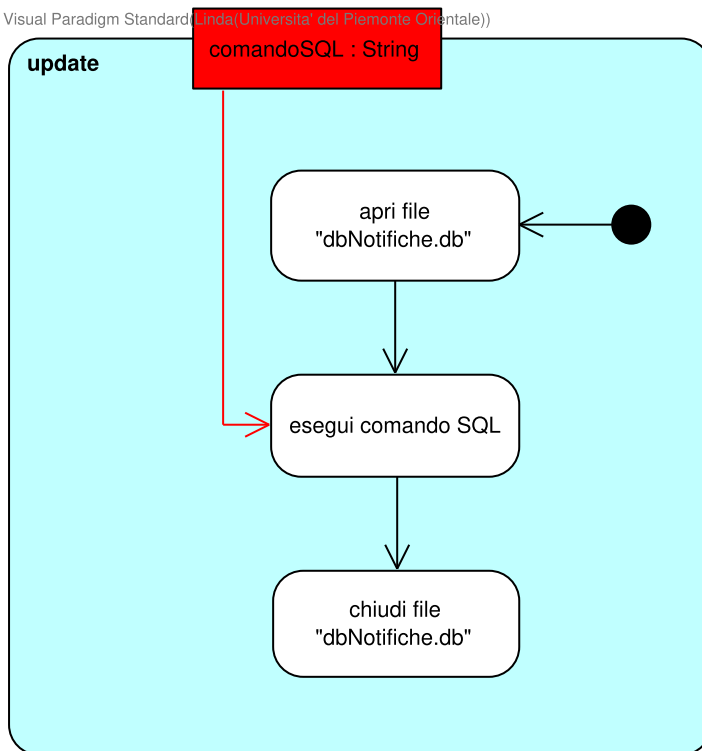 Visual Paradigm Standard(Linda(Universita' del Piemonte Orientale))
comandoSQL : String
update
apri file
"dbNotifiche.db"
esegui comando SQL
chiudi file
"dbNotifiche.db"